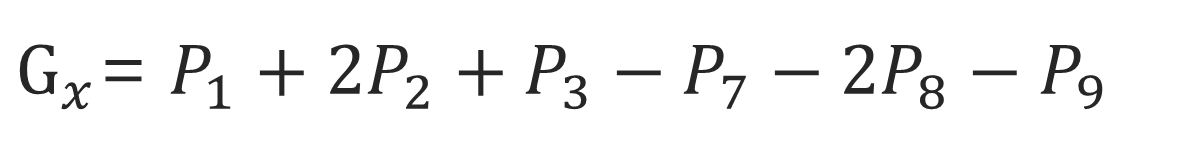 Gₓ= P₁ + 2P₂ + P₃ − P₇ − 2P₈ − P₉